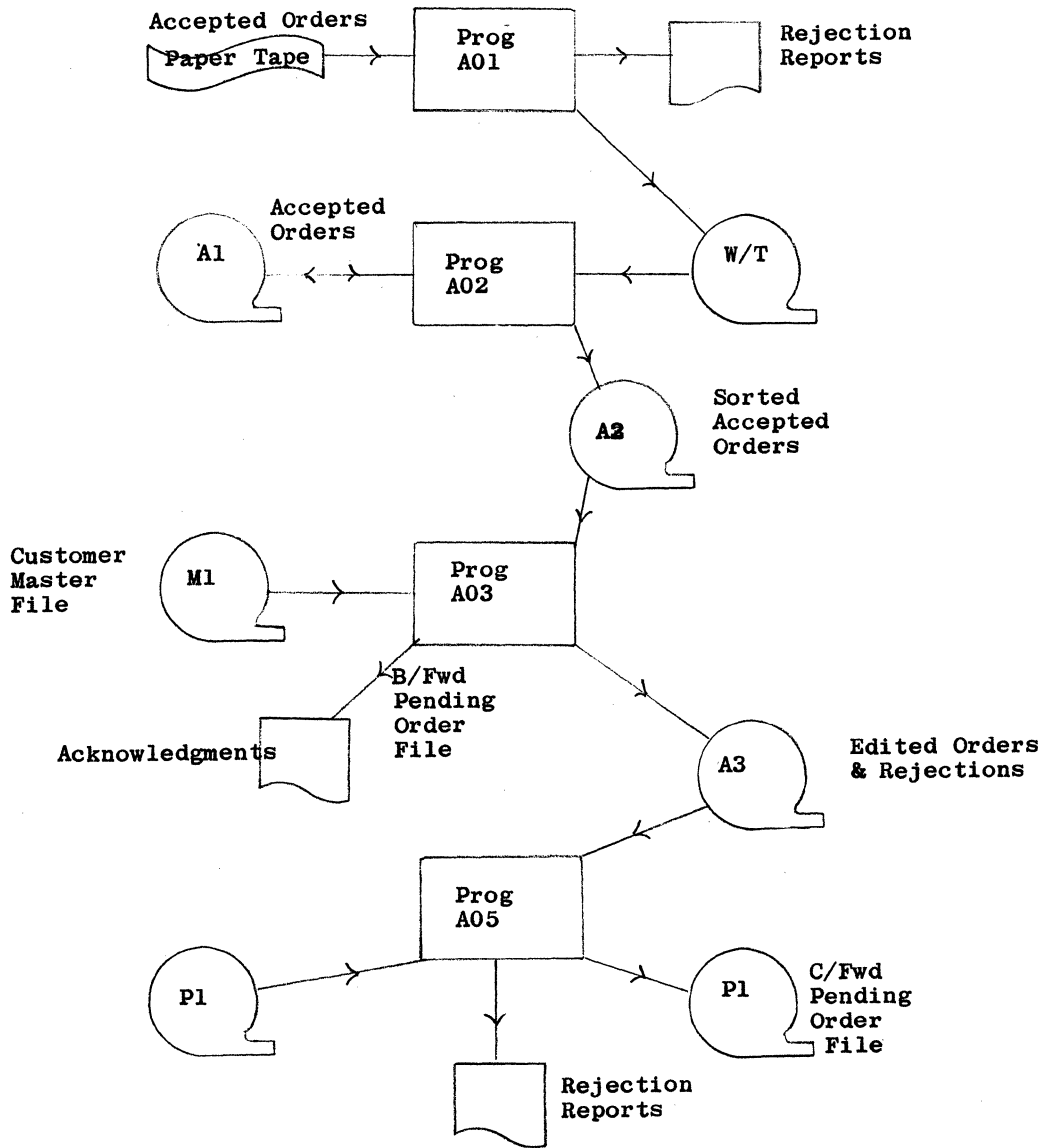 Accepted Orders
Paper Tape
Prog
A01
Rejection
Reports
A1
Accepted
Orders
Prog
A02
W/T
A2
Sorted
Accepted
Orders
Customer
Master
File
M1
Prog
A03
B/Fwd
Pending
Order
File
Acknowledgments
A3
Edited Orders
& Rejections
Prog
A05
P1
P1
C/Fwd
Pending
Order
File
Rejection
Reports